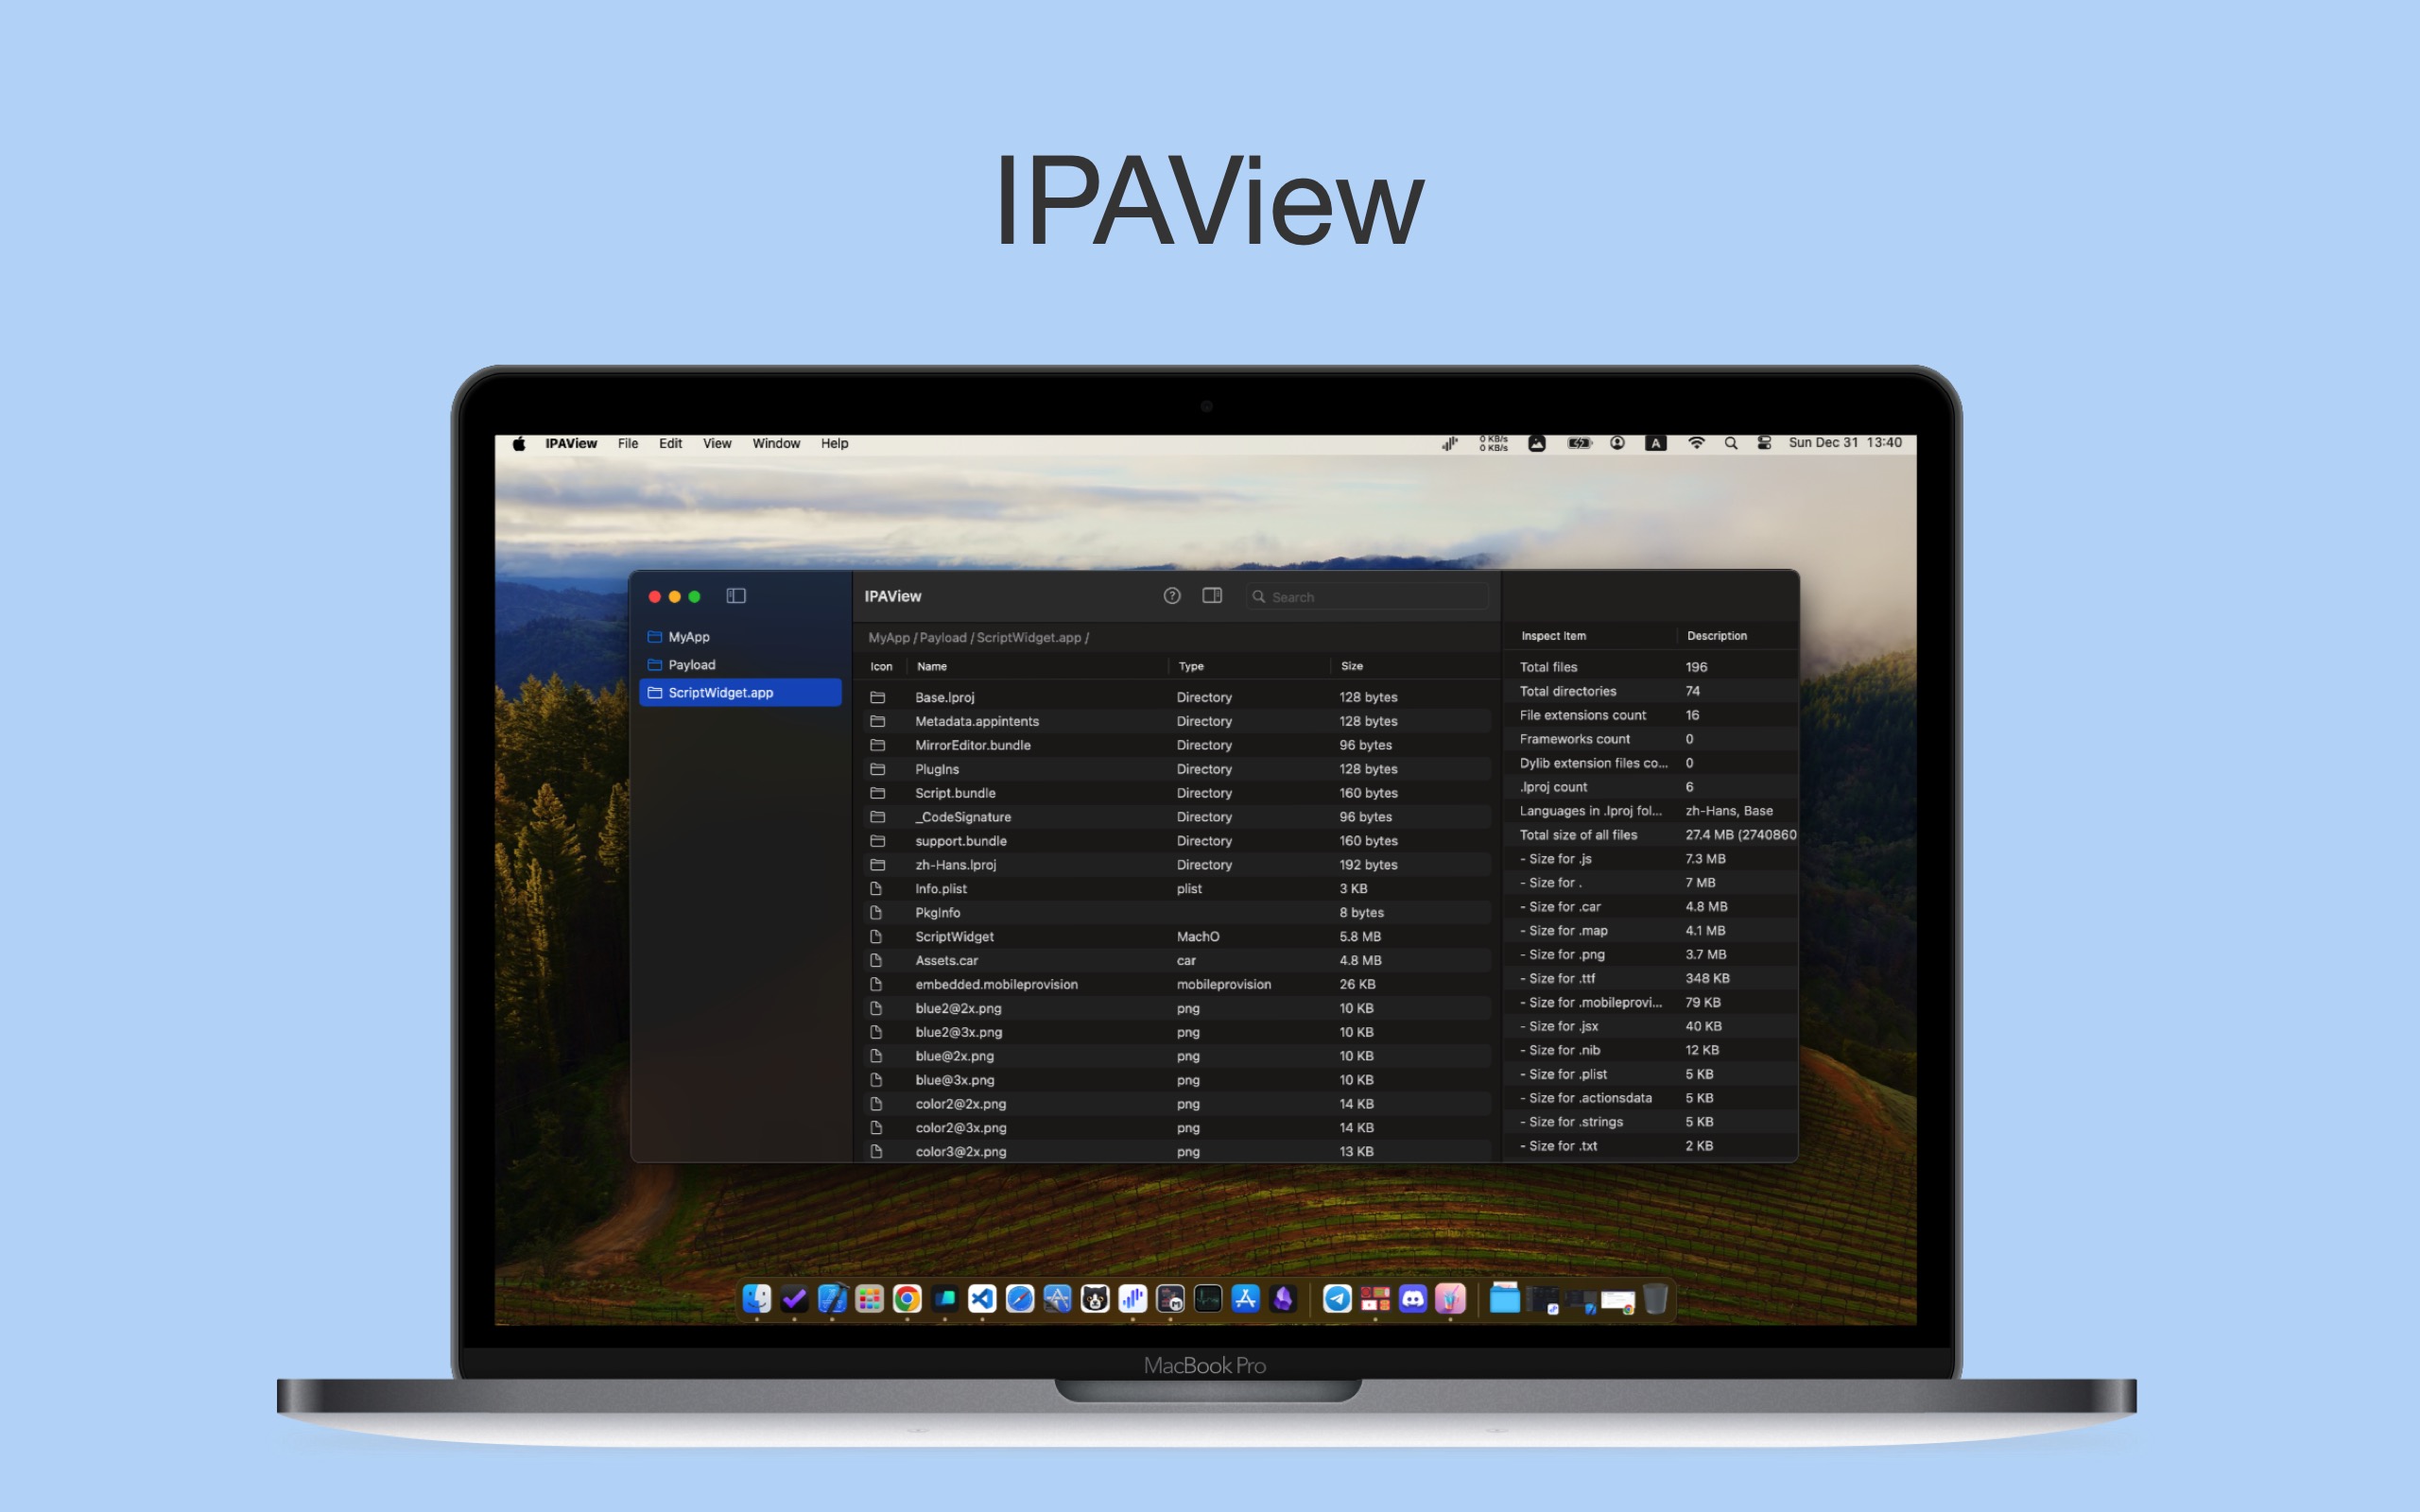 IPAView
IPAView File Edit View Window Help
0 KB/s
0 KB/s
A
Sun Dec 31 13:40
MyApp
Payload
ScriptWidget.app
IPAView
? Search
MyApp / Payload / ScriptWidget.app /
Icon Name Type Size
Base.lproj Directory 128 bytes
Metadata.appintents Directory 128 bytes
MirrorEditor.bundle Directory 96 bytes
PlugIns Directory 128 bytes
Script.bundle Directory 160 bytes
_CodeSignature Directory 96 bytes
support.bundle Directory 160 bytes
zh-Hans.lproj Directory 192 bytes
Info.plist plist 3 KB
PkgInfo 8 bytes
ScriptWidget MachO 5.8 MB
Assets.car car 4.8 MB
embedded.mobileprovision mobileprovision 26 KB
blue2@2x.png png 10 KB
blue2@3x.png png 10 KB
blue@2x.png png 10 KB
blue@3x.png png 10 KB
color2@2x.png png 14 KB
color2@3x.png png 14 KB
color3@2x.png png 13 KB
Inspect Item Description
Total files 196
Total directories 74
File extensions count 16
Frameworks count 0
Dylib extension files co... 0
.lproj count 6
Languages in .lproj fol... zh-Hans, Base
Total size of all files 27.4 MB (2740860
- Size for .js 7.3 MB
- Size for . 7 MB
- Size for .car 4.8 MB
- Size for .map 4.1 MB
- Size for .png 3.7 MB
- Size for .ttf 348 KB
- Size for .mobileprovi... 79 KB
- Size for .jsx 40 KB
- Size for .nib 12 KB
- Size for .plist 5 KB
- Size for .actionsdata 5 KB
- Size for .strings 5 KB
- Size for .txt 2 KB
MacBook Pro